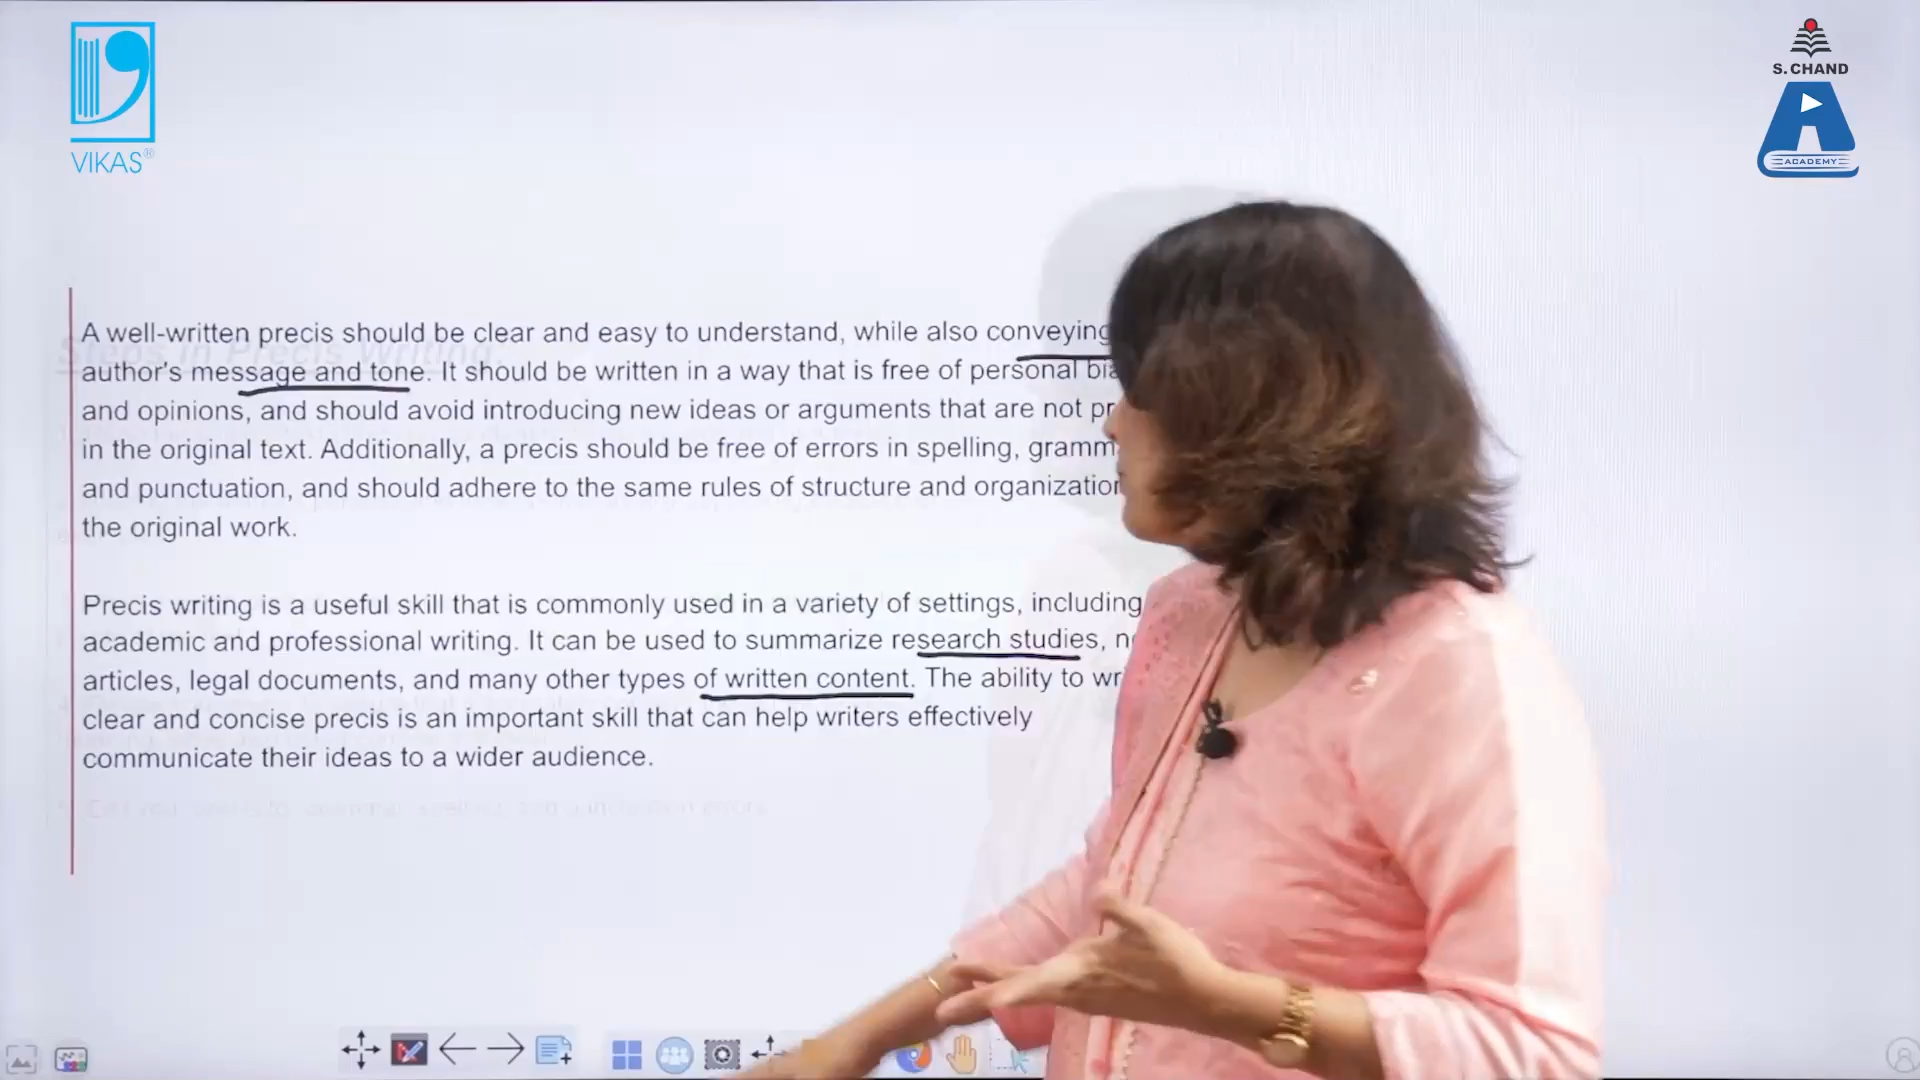 VIKAS®
S. CHAND
ACADEMY
Steps in Precis Writing:
A well-written precis should be clear and easy to understand, while also conveying
author's message and tone. It should be written in a way that is free of personal
and opinions, and should avoid introducing new ideas or arguments that are not
in the original text. Additionally, a precis should be free of errors in spelling,
and punctuation, and should adhere to the same rules of structure and
the original work.
Precis writing is a useful skill that is commonly used in a variety of settings, including
academic and professional writing. It can be used to summarize research studies,
articles, legal documents, and many other types of written content. The ability to
clear and concise precis is an important skill that can help writers effectively
communicate their ideas to a wider audience.